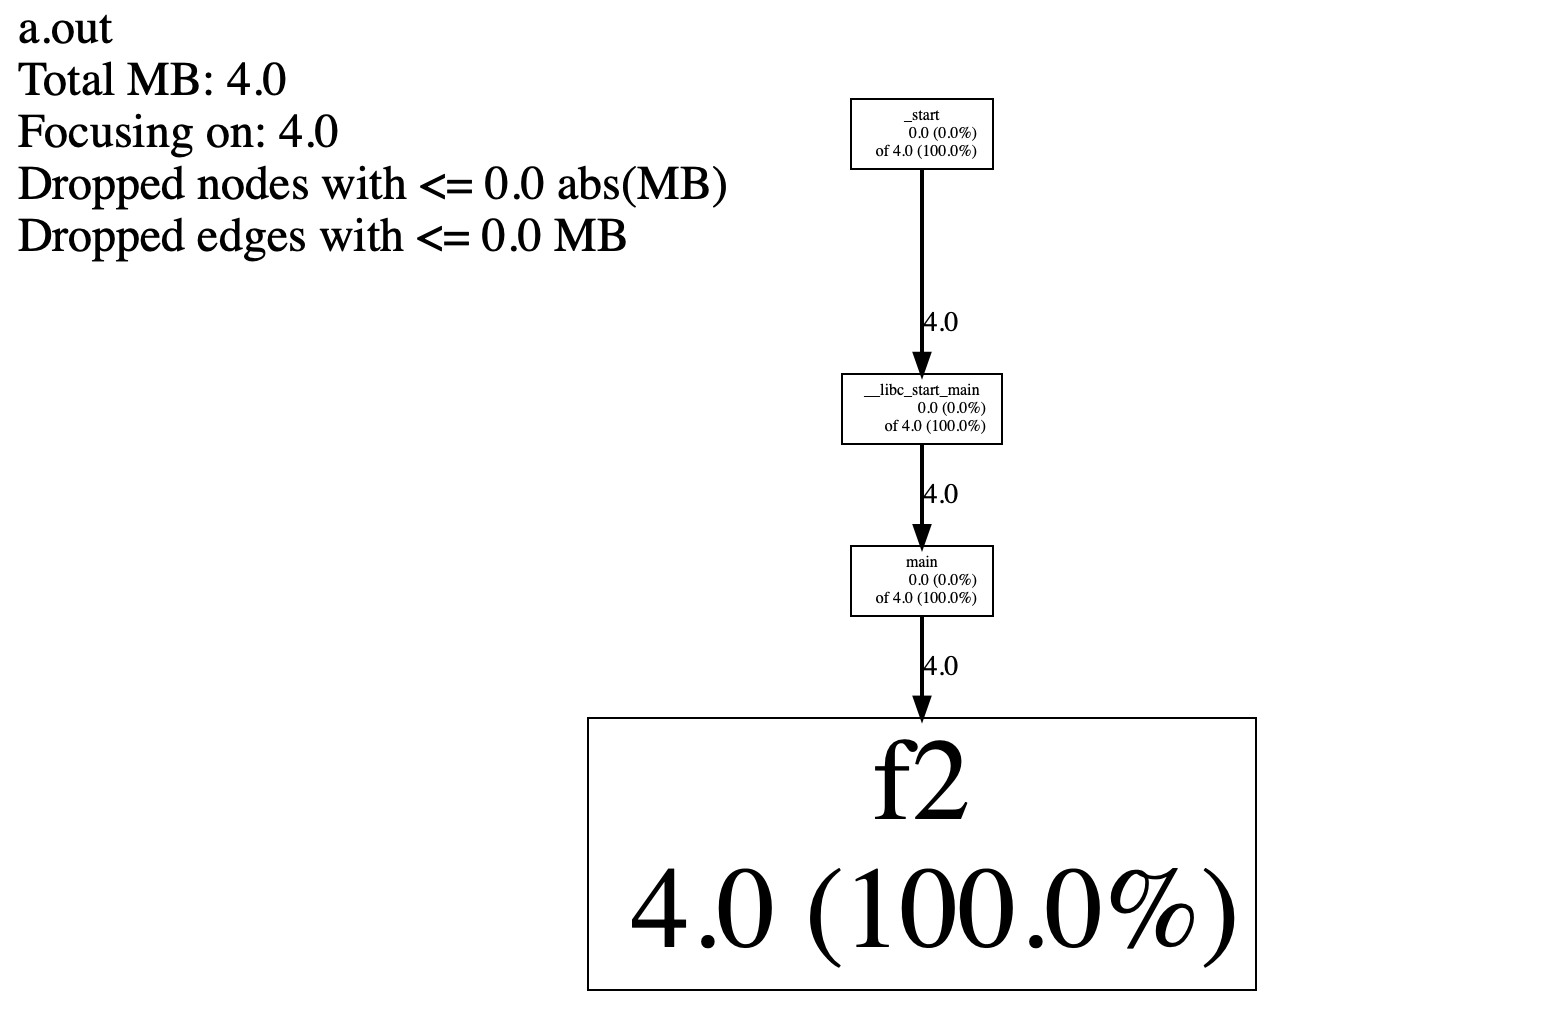 a.out
Total MB: 4.0
Focusing on: 4.0
Dropped nodes with <= 0.0 abs(MB)
Dropped edges with <= 0.0 MB
_start
0.0 (0.0%)
of 4.0 (100.0%)
4.0
__libc_start_main
0.0 (0.0%)
of 4.0 (100.0%)
4.0
main
0.0 (0.0%)
of 4.0 (100.0%)
4.0
f2
4.0 (100.0%)